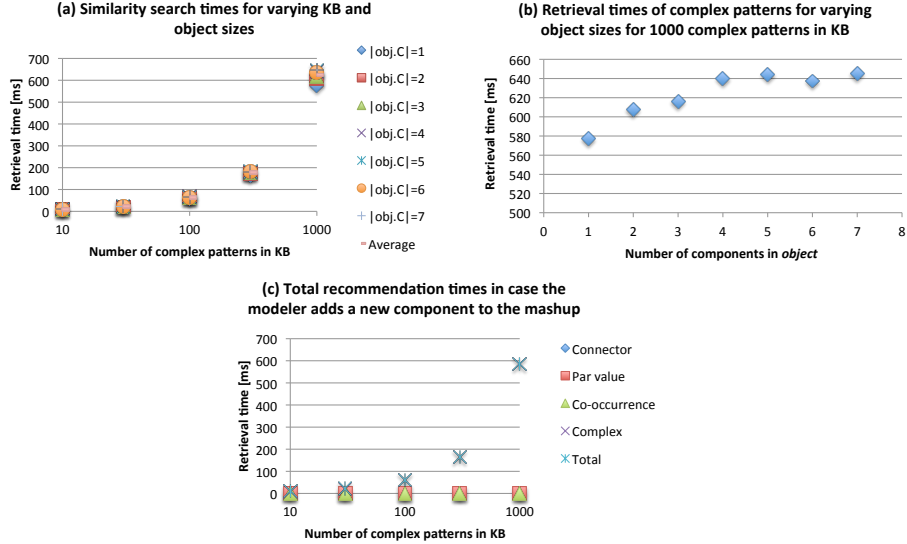 (a) Similarity search times for varying KB and
object sizes
Retrieval time [ms]
700
600
500
400
300
200
100
0
10
100
1000
Number of complex patterns in KB
|obj.C|=1
|obj.C|=2
|obj.C|=3
|obj.C|=4
|obj.C|=5
|obj.C|=6
|obj.C|=7
Average
(b) Retrieval times of complex patterns for varying
object sizes for 1000 complex patterns in KB
Retrieval time [ms]
660
640
620
600
580
560
540
520
500
0
1
2
3
4
5
6
7
8
Number of components in object
(c) Total recommendation times in case the
modeler adds a new component to the mashup
Retrieval time [ms]
700
600
500
400
300
200
100
0
10
100
1000
Number of complex patterns in KB
Connector
Par value
Co-occurrence
Complex
Total